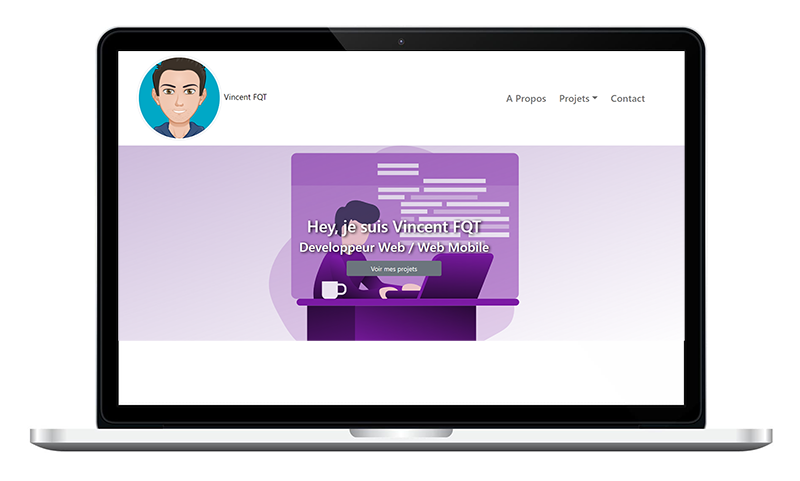 Vincent FQT
A Propos
Projets
Contact
Hey, je suis Vincent FQT
Developpeur Web / Web Mobile
Voir mes projets